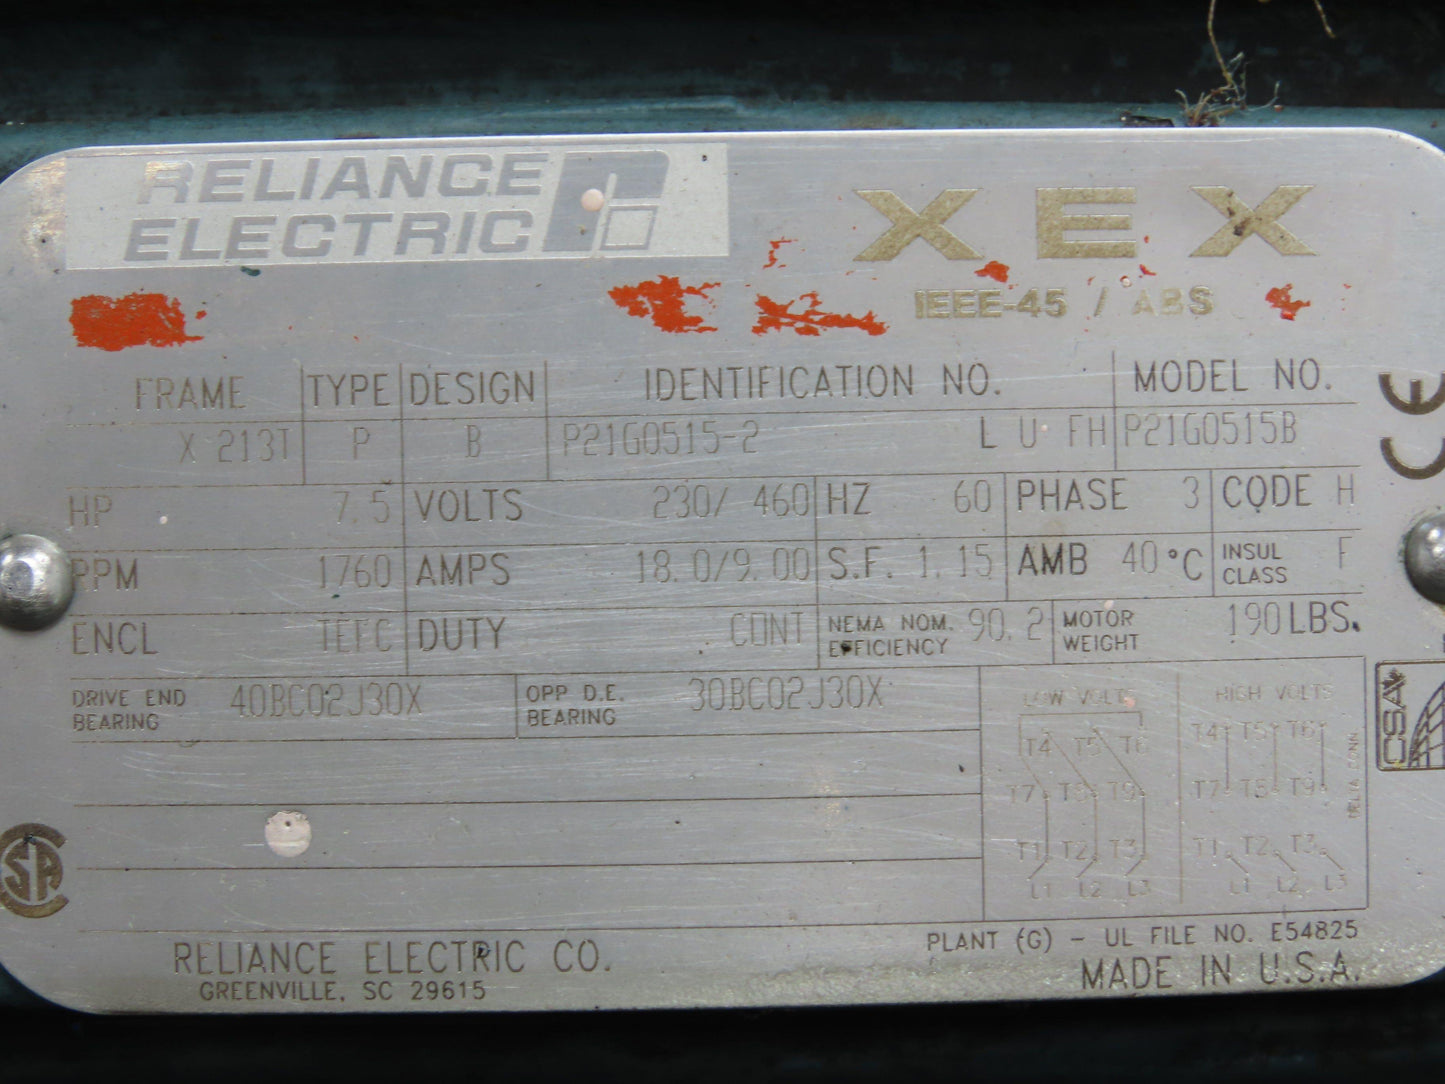 RELIANCE
ELECTRIC
XEX
IEEE-45 / ABS
FRAME TYPE DESIGN IDENTIFICATION NO. MODEL NO.
X 213T P B P21G0515-2 L U FH P21G0515B
HP 7.5 VOLTS 230/ 460 HZ 60 PHASE 3 CODE H
RPM 1760 AMPS 18.0/9.00 S.F. 1.15 AMB 40°C INSUL CLASS F
ENCL TEFC DUTY CONT NEMA NOM. EFFICIENCY 90.2 MOTOR WEIGHT 190 LBS.
DRIVE END BEARING 40BC02J30X OPP D.E. BEARING 30BC02J30X
LOW VOLTS HIGH VOLTS
T4 T5 T6 T4 T5 T6
T7 T8 T9 T7 T8 T9
T1 T2 T3 T1 T2 T3
L1 L2 L3 L1 L2 L3
DELTA CONN
CE
CSA
SA
RELIANCE ELECTRIC CO.
GREENVILLE, SC 29615
PLANT (G) - UL FILE NO. E54825
MADE IN U.S.A.